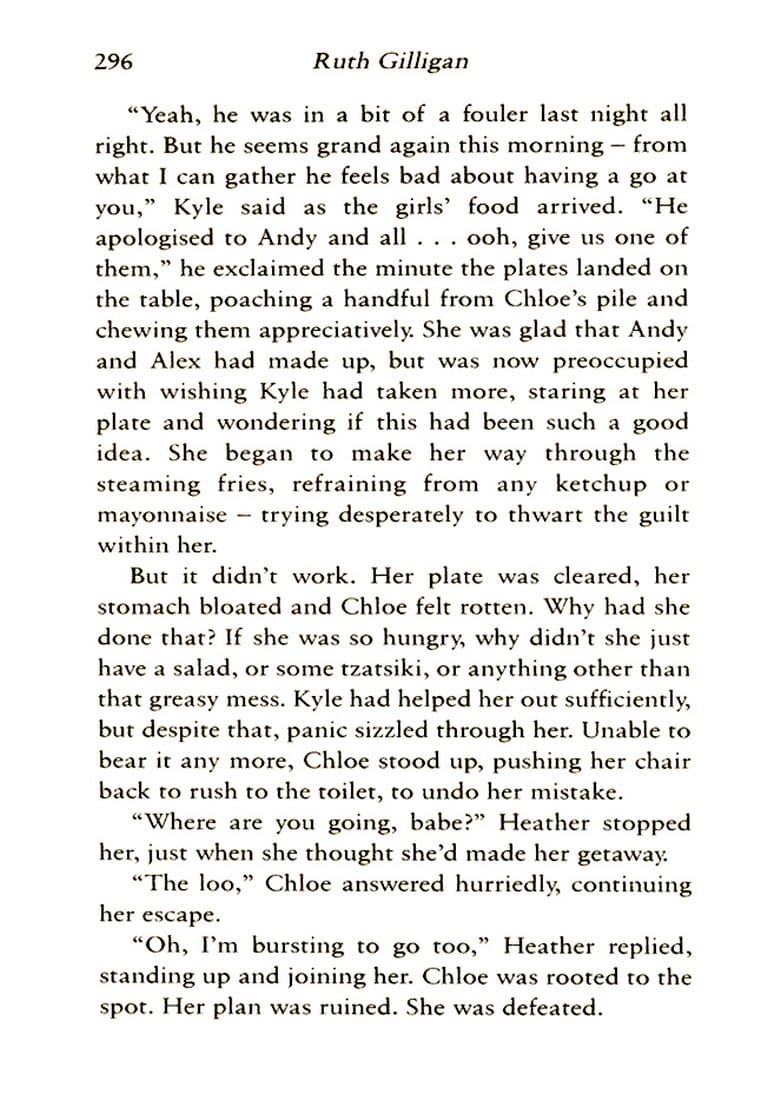 296
Ruth Gilligan
“Yeah, he was in a bit of a fouler last night all
right. But he seems grand again this morning – from
what I can gather he feels bad about having a go at
you,” Kyle said as the girls’ food arrived. “He
apologised to Andy and all . . . ooh, give us one of
them,” he exclaimed the minute the plates landed on
the table, poaching a handful from Chloe’s pile and
chewing them appreciatively. She was glad that Andy
and Alex had made up, but was now preoccupied
with wishing Kyle had taken more, staring at her
plate and wondering if this had been such a good
idea. She began to make her way through the
steaming fries, refraining from any ketchup or
mayonnaise – trying desperately to thwart the guilt
within her.
But it didn’t work. Her plate was cleared, her
stomach bloated and Chloe felt rotten. Why had she
done that? If she was so hungry, why didn’t she just
have a salad, or some tzatsiki, or anything other than
that greasy mess. Kyle had helped her out sufficiently,
but despite that, panic sizzled through her. Unable to
bear it any more, Chloe stood up, pushing her chair
back to rush to the toilet, to undo her mistake.
“Where are you going, babe?” Heather stopped
her, just when she thought she’d made her getaway.
“The loo,” Chloe answered hurriedly, continuing
her escape.
“Oh, I’m bursting to go too,” Heather replied,
standing up and joining her. Chloe was rooted to the
spot. Her plan was ruined. She was defeated.